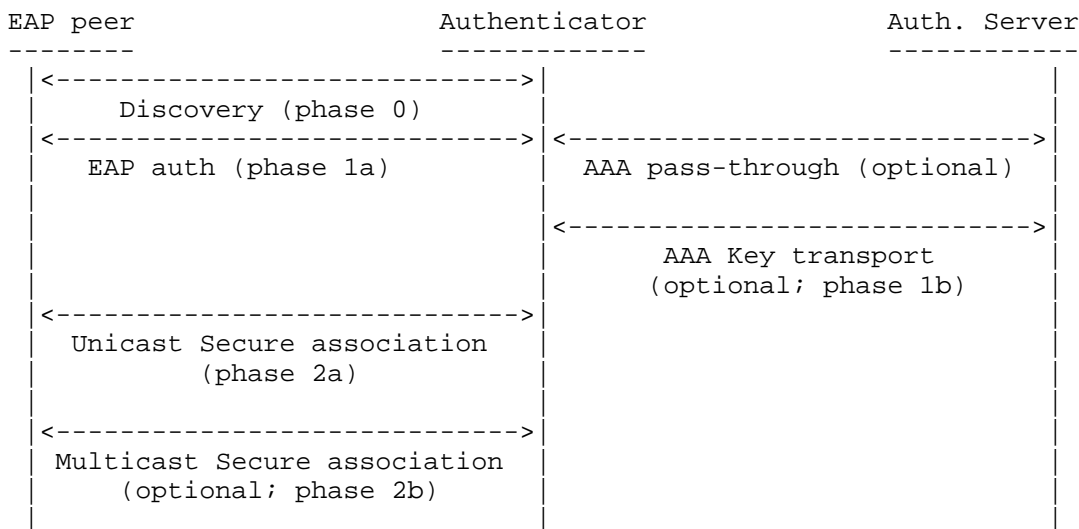 EAP peer Authenticator Auth. Server
-------- ------------- ------------
|<----------------------------->| |
| Discovery (phase 0) | |
|<----------------------------->|<----------------------------->|
| EAP auth (phase 1a) | AAA pass-through (optional) |
| | |
| |<----------------------------->|
| | AAA Key transport |
| | (optional; phase 1b) |
|<----------------------------->| |
| Unicast Secure association | |
| (phase 2a) | |
| | |
|<----------------------------->| |
| Multicast Secure association | |
| (optional; phase 2b) | |
| | |